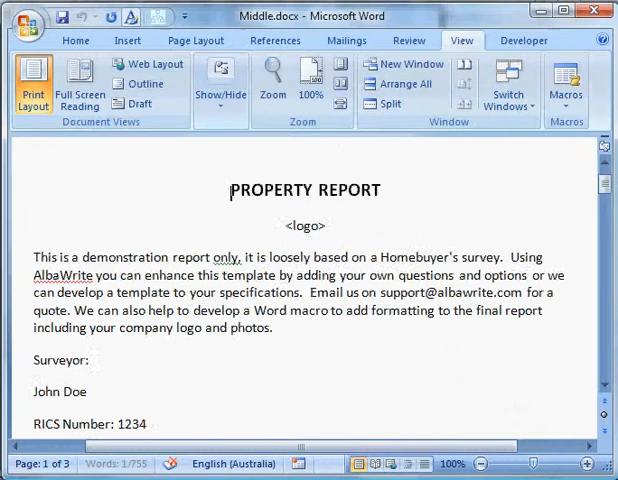 Middle.docx - Microsoft Word
Home Insert Page Layout References Mailings Review View Developer
Print Layout
Full Screen Reading
Web Layout
Outline
Draft
Document Views
Show/Hide
Zoom
100%
Zoom
New Window
Arrange All
Split
Switch Windows
Window
Macros
Macros
PROPERTY REPORT
<logo>
This is a demonstration report only, it is loosely based on a Homebuyer's survey. Using
AlbaWrite you can enhance this template by adding your own questions and options or we
can develop a template to your specifications. Email us on support@albawrite.com for a
quote. We can also help to develop a Word macro to add formatting to the final report
including your company logo and photos.
Surveyor:
John Doe
RICS Number: 1234
Page: 1 of 3 Words: 1/755 English (Australia) 100%